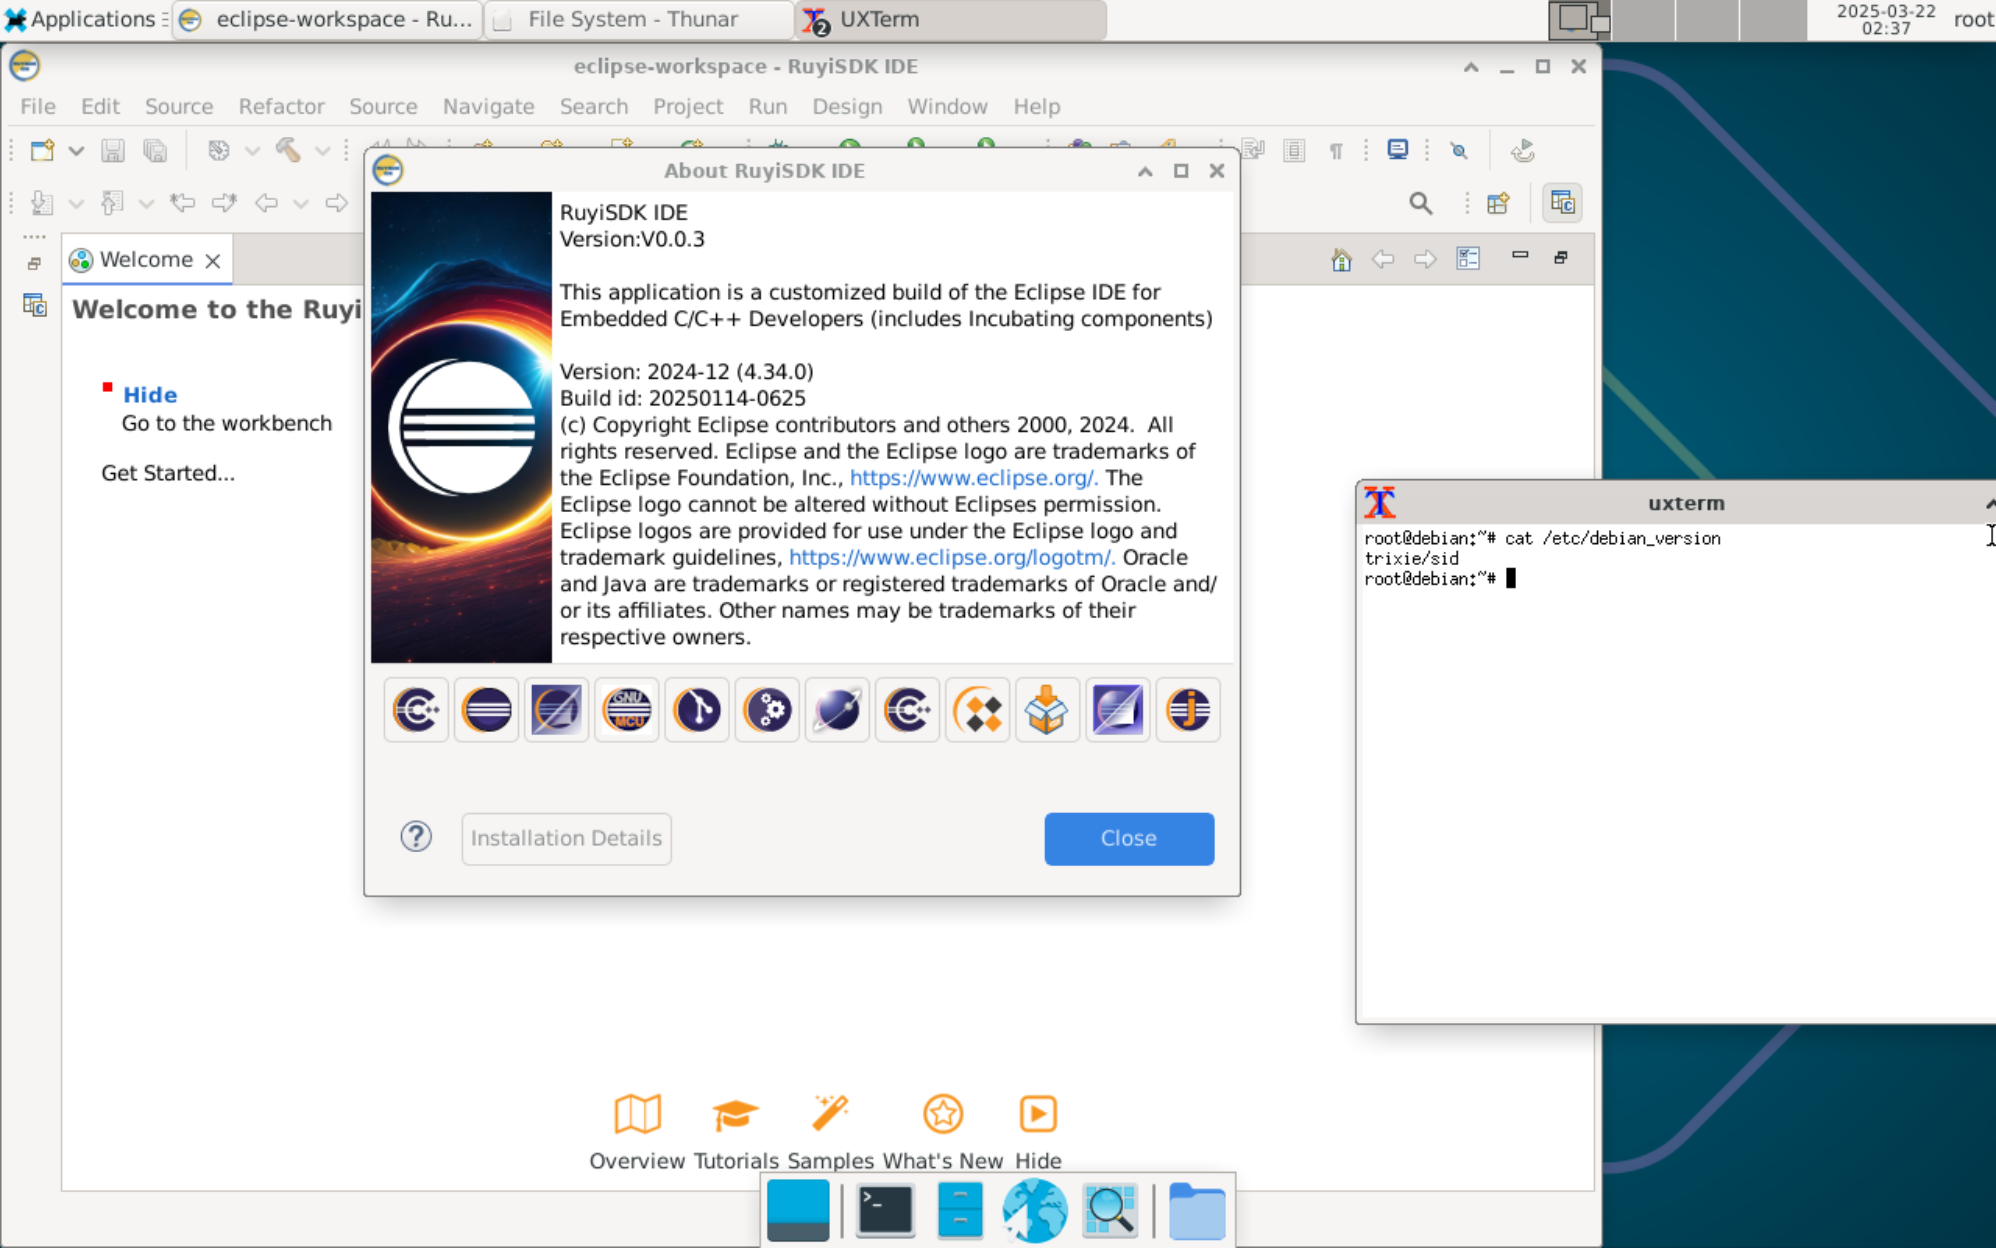 Applications
eclipse-workspace - Ru...
File System - Thunar
2
UXTerm
2025-03-22
02:37
root
eclipse-workspace - RuyiSDK IDE
File Edit Source Refactor Source Navigate Search Project Run Design Window Help
Welcome
Welcome to the Ruyi
Hide
Go to the workbench
Get Started...
About RuyiSDK IDE
RuyiSDK IDE
Version:V0.0.3
This application is a customized build of the Eclipse IDE for
Embedded C/C++ Developers (includes Incubating components)
Version: 2024-12 (4.34.0)
Build id: 20250114-0625
(c) Copyright Eclipse contributors and others 2000, 2024.  All
rights reserved. Eclipse and the Eclipse logo are trademarks of
the Eclipse Foundation, Inc., https://www.eclipse.org/. The
Eclipse logo cannot be altered without Eclipses permission.
Eclipse logos are provided for use under the Eclipse logo and
trademark guidelines, https://www.eclipse.org/logotm/. Oracle
and Java are trademarks or registered trademarks of Oracle and/
or its affiliates. Other names may be trademarks of their
respective owners.
GNU
MCU
Installation Details
Close
uxterm
root@debian:~# cat /etc/debian_version
trixie/sid
root@debian:~#
Overview Tutorials Samples What's New Hide